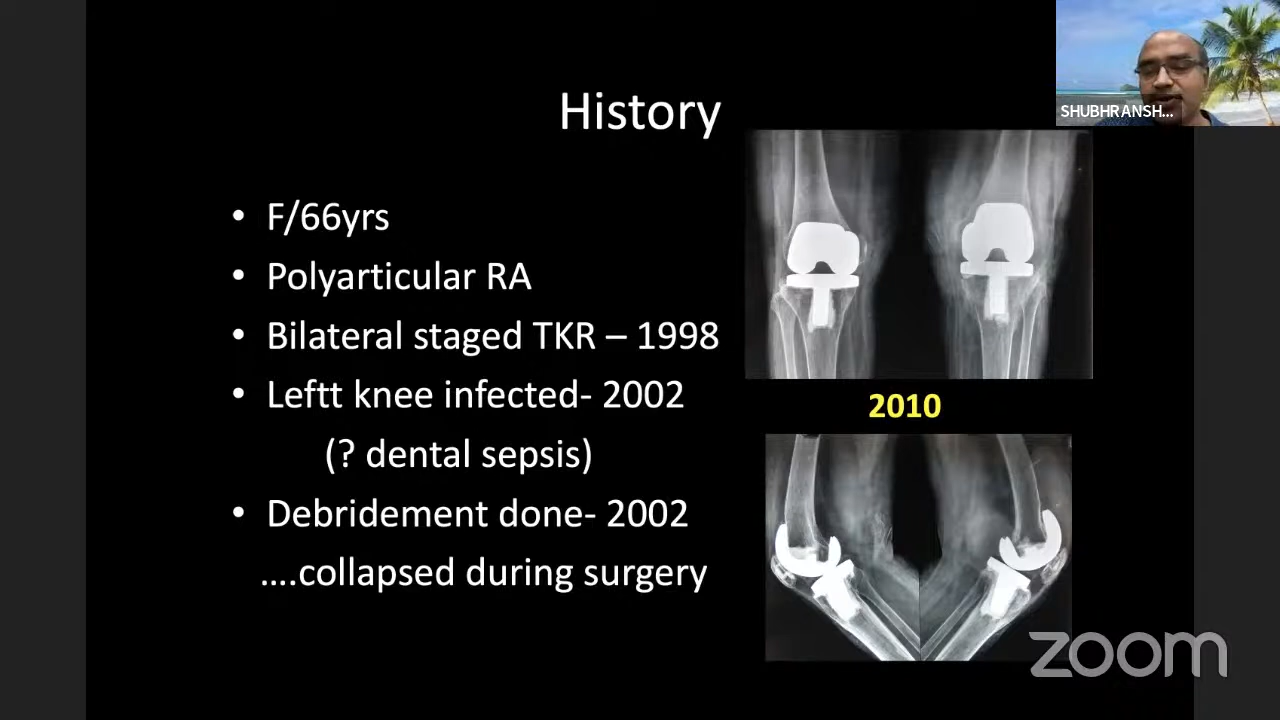 SHUBHRANSH...
History
• F/66yrs
• Polyarticular RA
• Bilateral staged TKR – 1998
• Leftt knee infected- 2002
(? dental sepsis)
• Debridement done- 2002
....collapsed during surgery
2010
zoom